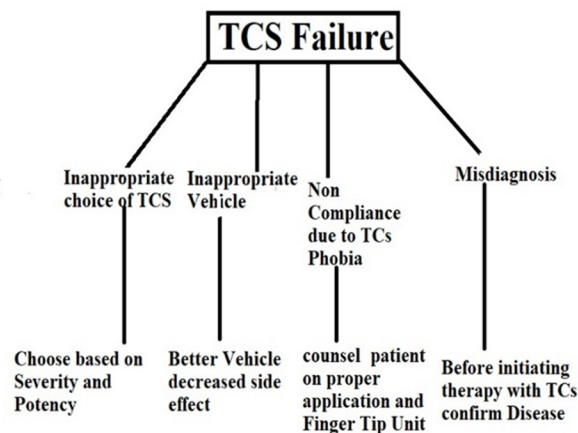 TCS Failure
Inappropriate
choice of TCS
Inappropriate
Vehicle
Non
Compliance
due to TCs
Phobia
Misdiagnosis
Choose based on
Severity and
Potency
Better Vehicle
decreased side
effect
counsel patient
on proper
application and
Finger Tip Unit
Before initiating
therapy with TCs
confirm Disease